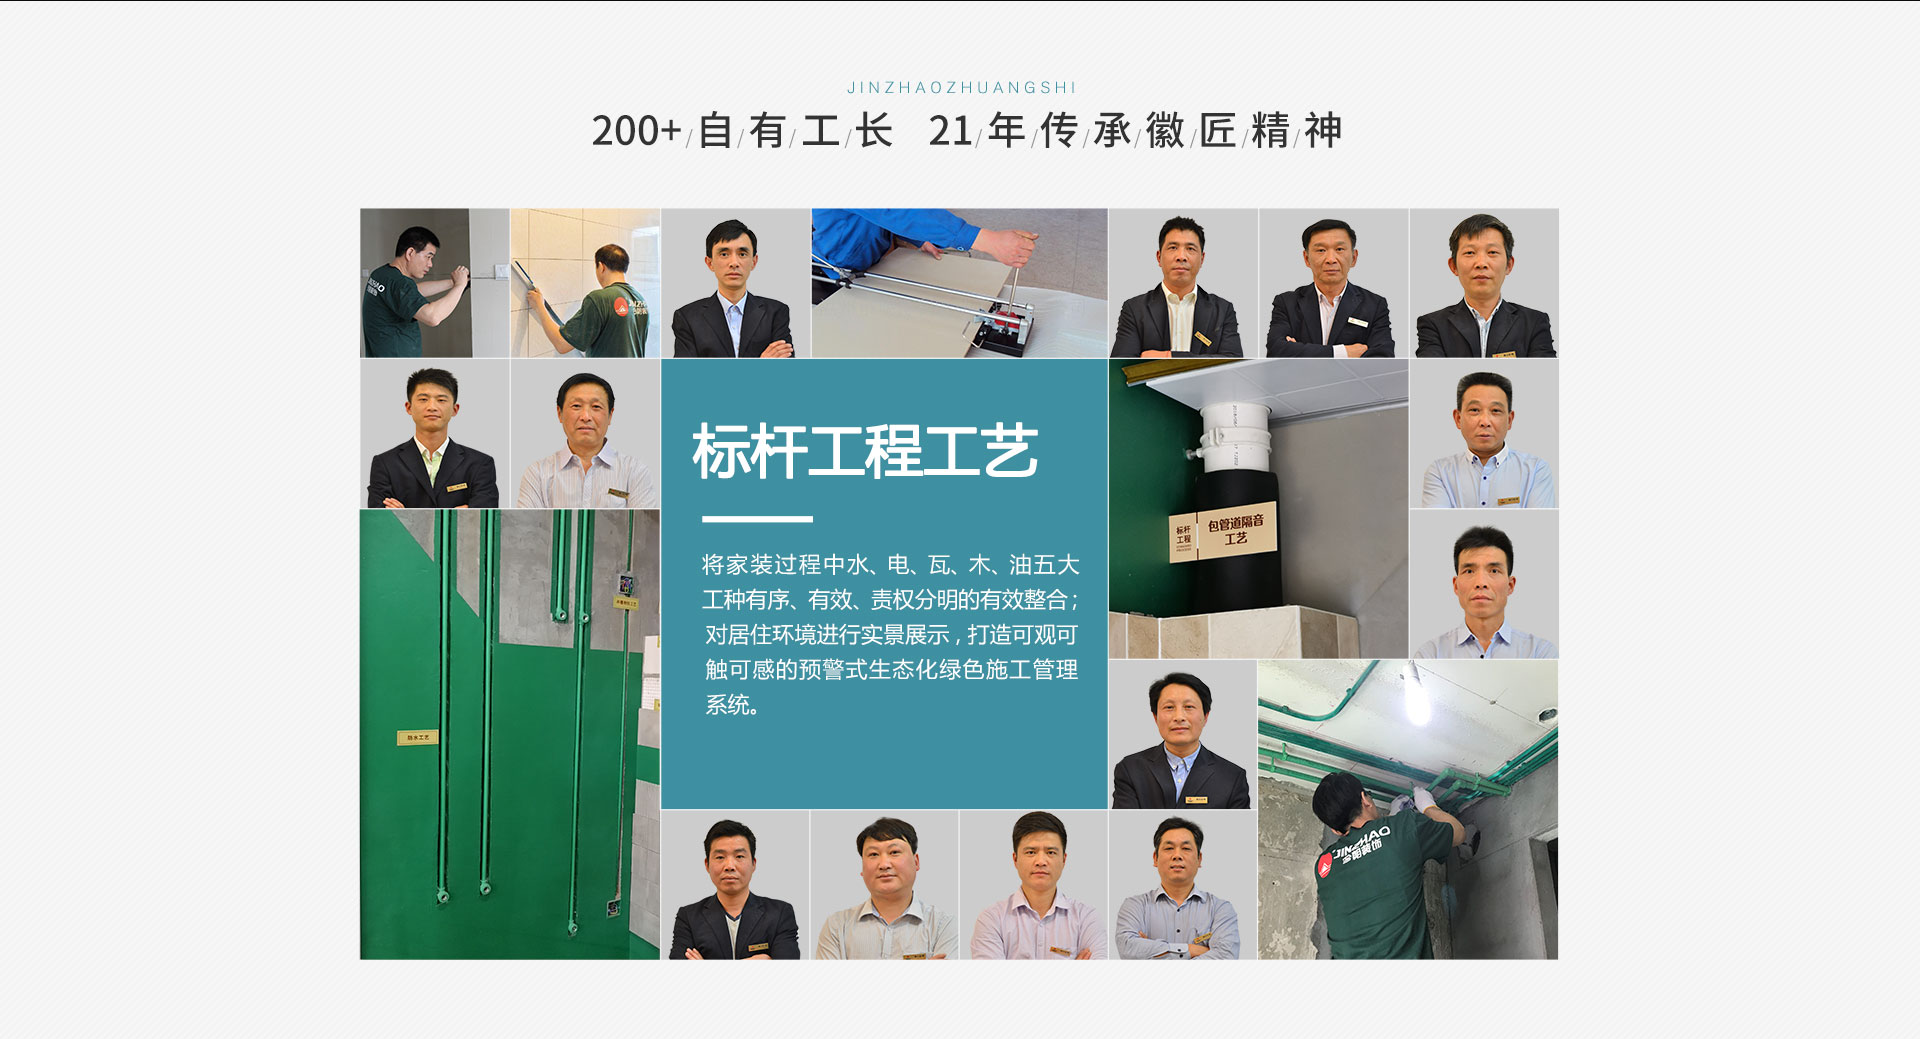 JINZHAOZHUANGSHI
200+/自/有/工/长 21/年/传/承/徽/匠/精/神
标杆工程工艺
将家装过程中水、电、瓦、木、油五大
工种有序、有效、责权分明的有效整合；
对居住环境进行实景展示，打造可观可
触可感的预警式生态化绿色施工管理
系统。
标杆
工程
包管道隔音
工艺
防水工艺
JINZHAO